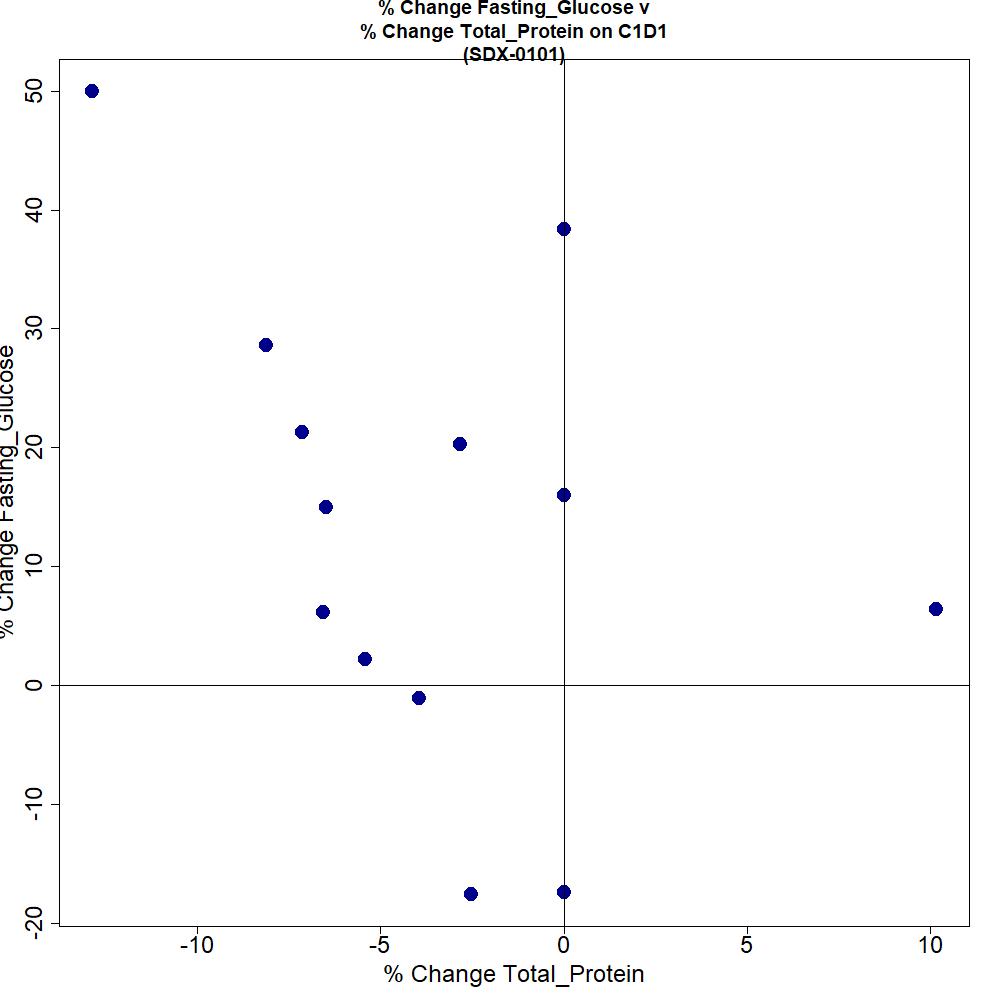 % Change Fasting_Glucose v
% Change Total_Protein on C1D1
(SDX-0101)
% Change Fasting_Glucose
50
40
30
20
10
0
-10
-20
-10
-5
0
5
10
% Change Total_Protein